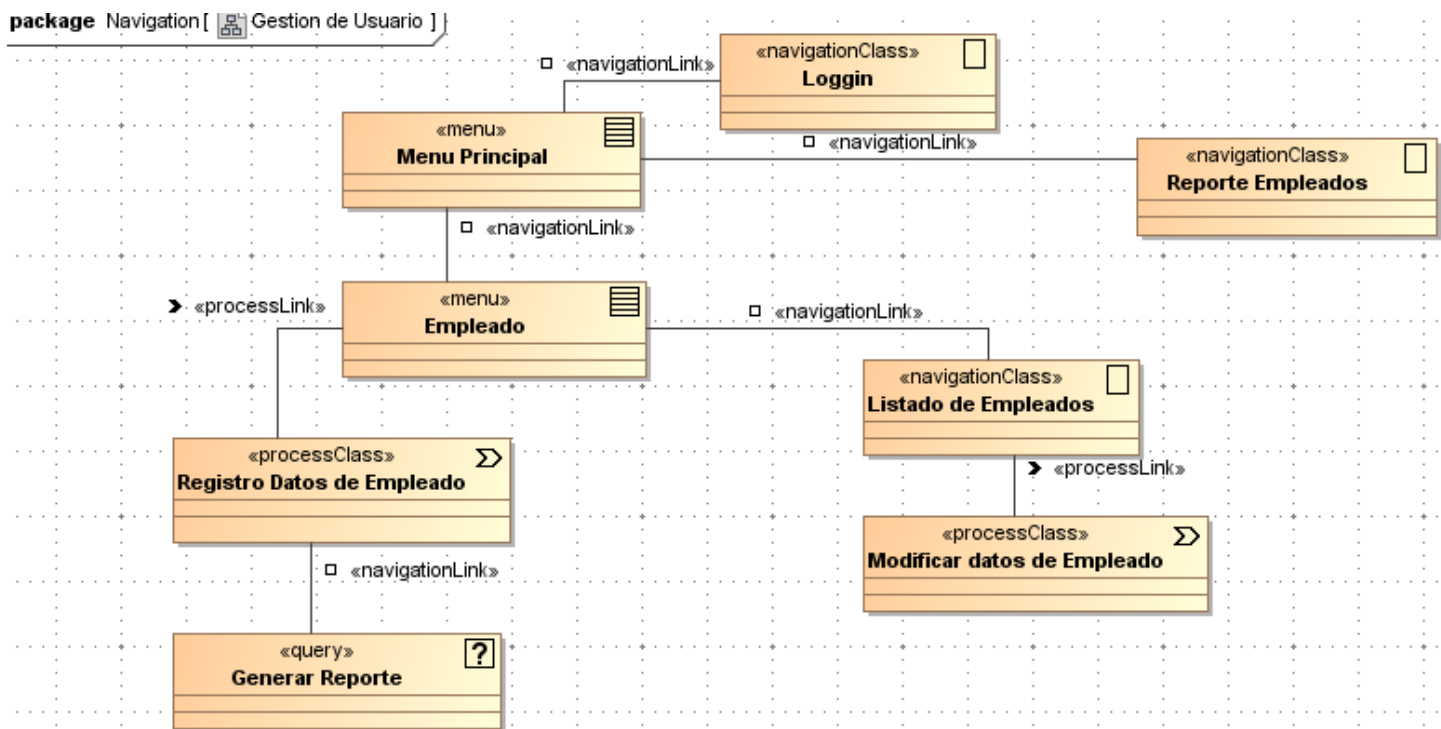 package Navigation [ Gestion de Usuario ]
«navigationClass»
Loggin
«navigationLink»
«menu»
Menu Principal
«navigationLink»
«navigationClass»
Reporte Empleados
«navigationLink»
«menu»
Empleado
«processLink»
«navigationLink»
«navigationClass»
Listado de Empleados
«processClass»
Registro Datos de Empleado
«processLink»
«processClass»
Modificar datos de Empleado
«navigationLink»
«query»
Generar Reporte
?